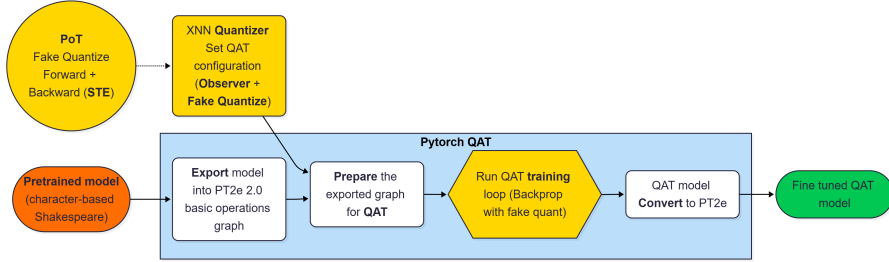 PoT
Fake Quantize
Forward +
Backward (STE)
XNN Quantizer
Set QAT
configuration
(Observer +
Fake Quantize)
Pytorch QAT
Pretrained model
(character-based
Shakespeare)
Export model
into PT2e 2.0
basic operations
graph
Prepare the
exported graph
for QAT
Run QAT training
loop (Backprop
with fake quant)
QAT model
Convert to PT2e
Fine tuned QAT
model